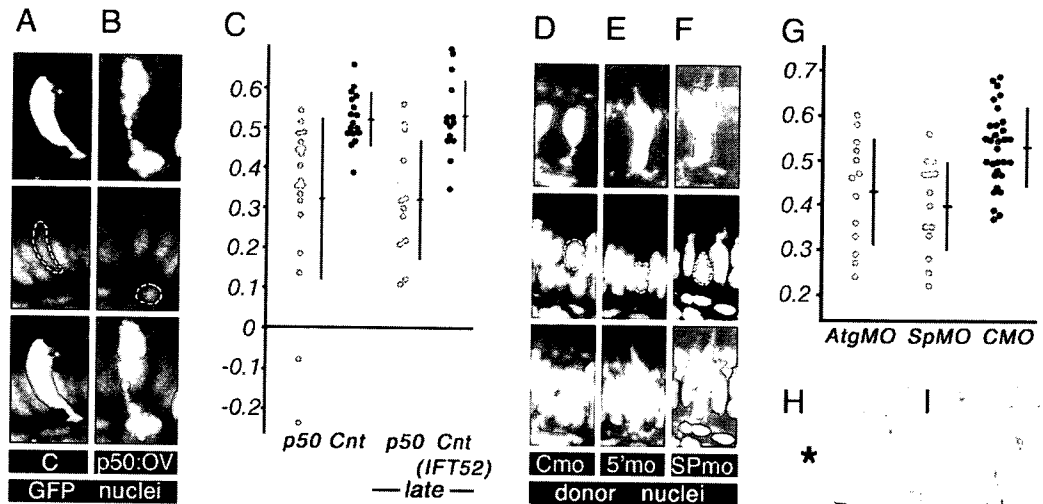 A B C D E F G
0.6
0.5
0.4
0.3
0.2
0.1
0
-0.1
-0.2
p50 Cnt p50 Cnt
(IFT52)
late
C p50:OV
GFP nuclei
Cmo 5'mo SPmo
donor nuclei
0.7
0.6
0.5
0.4
0.3
0.2
AtgMO SpMO CMO
H I
*